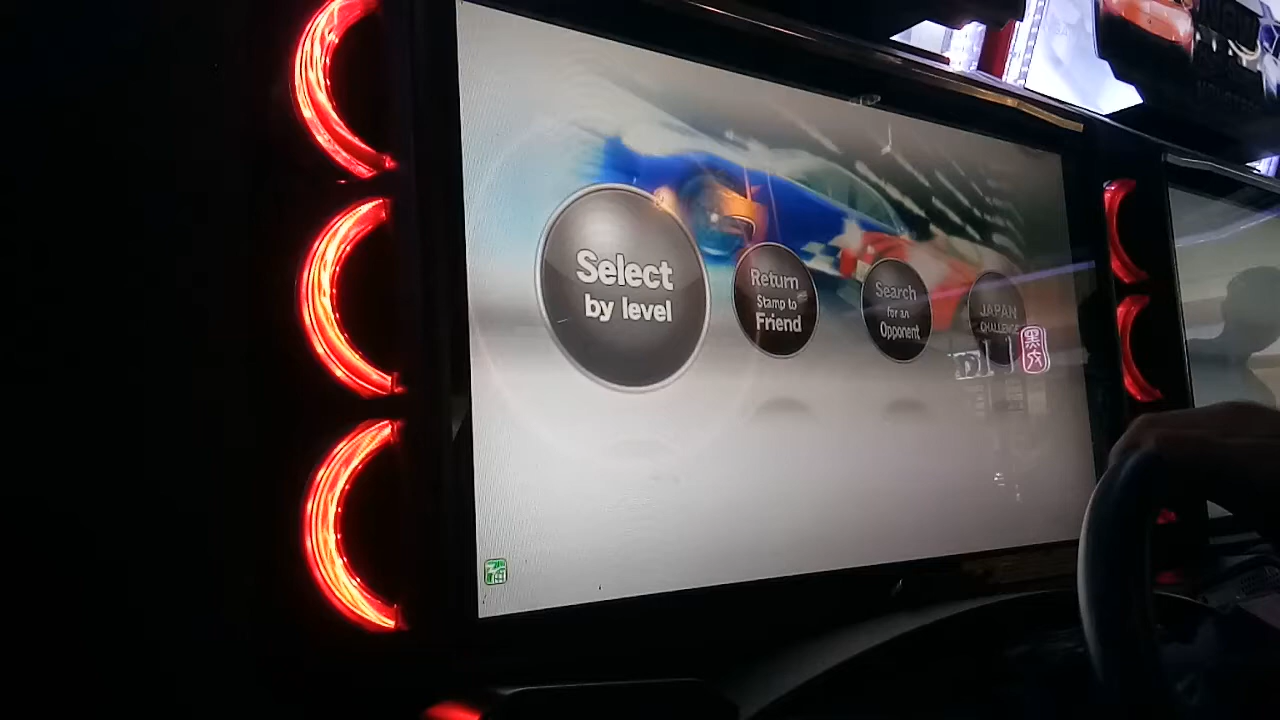 Select
by level
Return
Stamp to
Friend
Search
for an
Opponent
JAPAN
CHALLENGE